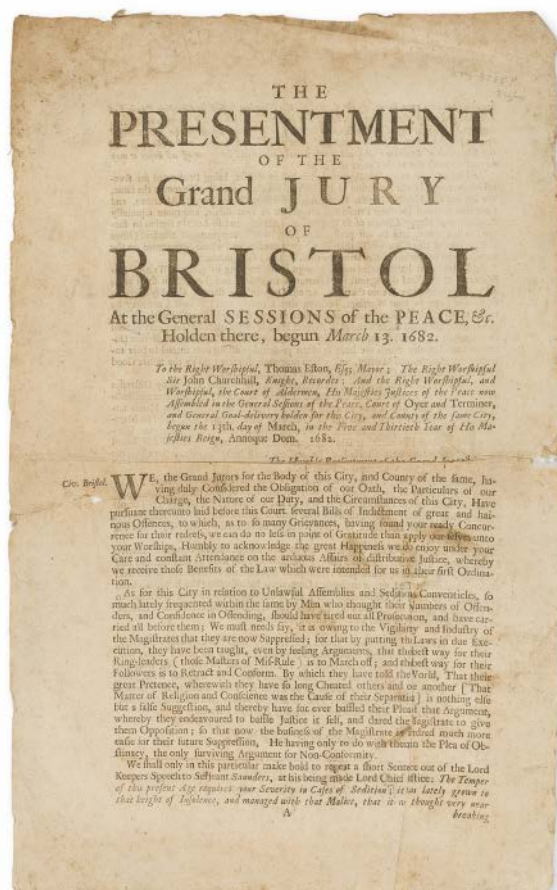 THE
PRESENTMENT
OF THE
Grand JURY
OF
BRISTOL
At the General SESSIONS of the PEACE, &c.
Holden there, begun March 13. 1682.
To the Right Worshipful, Thomas Eston, Esq; Mayor; The Right Worshipful
Sir John Churchhill, Knight, Recorder; And the Right Worshipful, and
Worshipful, the Court of Aldermen, His Majesties Justices of the Peace now
Assembled in the General Sessions of the Peace, Court of Oyer and Terminer,
and General Goal-delivery holden for this City, and County of the same City,
begun the 13th. day of March, in the Five and Thirtieth Year of His Ma-
jesties Reign, Annoque Dom. 1682.
Civ. Bristol.
WE, the Grand Jurors for the Body of this City, and County of the same, ha-
ving duly Considered the Obligation of our Oath, the Particulars of our
Charge, the Nature of our Duty, and the Circumstances of this City, Have
pursuant thereunto laid before this Court several Bills of Indictment of great and hai-
nous Offences, to which, as to so many Grievances, having found your ready Concur-
rence for their redress, we can do no less in point of Gratitude than apply our selves unto
your Worships, Humbly to acknowledge the great Happiness we do enjoy under your
Care and constant Attendance on the arduous Affairs of distributive Justice, whereby
we receive those Benefits of the Law which were intended for us in their first Ordina-
tion.
As for this City in relation to Unlawful Assemblies and Seditious Conventicles, so
much lately frequented within the same by Men who thought their Numbers of Offen-
ders, and Confidence in Offending, should have tired out all Prosecution, and have car-
ried all before them; We must needs say, it is owing to the Vigilancy and Industry of
the Magistrates that they are now Suppressed; for that by putting the Laws in due Exe-
cution, they have been taught, even by feeling Arguments, that the best way for their
Ring-leaders (those Masters of Mis-Rule) is to March off; and the best way for their
Followers is to Retract and Conform. By which they have told the World, That their
great Pretence, wherewith they have so long Cheated others and one another [That
Matter of Religion and Conscience was the Cause of their Separation] is nothing else
but a false Suggestion, and thereby have for ever baffled their Plea of that Argument,
whereby they endeavoured to baffle Justice it self, and dared the Magistrate to give
them Opposition; so that now the business of the Magistrate is indred much more
easie for their future Suppression, He having only to do with them in the Plea of Ob-
stinacy, the only surviving Argument for Non-Conformity.
We shall only in this particular make bold to repeat a short Sentence out of the Lord
Keepers Speech to Serjeant Saunders, at his being made Lord Chief Justice: The Temper
of this present Age requires your Severity in Cases of Sedition; it was lately grown to
that height of Insolence, and managed with that Malice, that it is thought very near
A
breaking